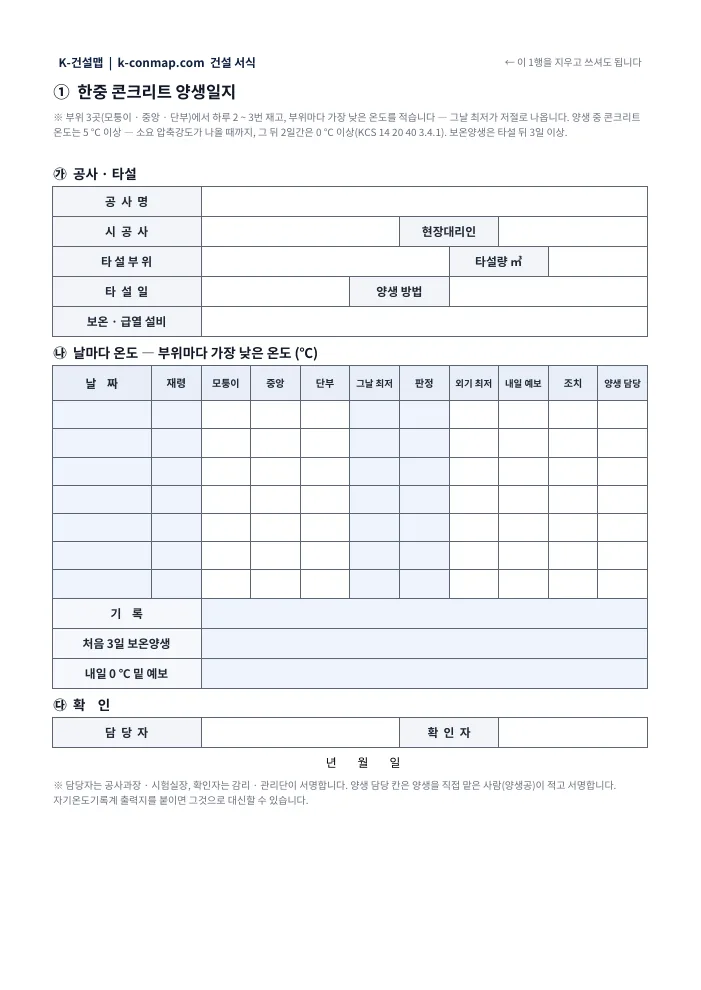 K-건설맵 | k-conmap.com 건설 서식
← 이 1행을 지우고 쓰셔도 됩니다
① 한중 콘크리트 양생일지
※ 부위 3곳(모퉁이 · 중앙 · 단부)에서 하루 2 ~ 3번 재고, 부위마다 가장 낮은 온도를 적습니다 — 그날 최저가 저절로 나옵니다. 양생 중 콘크리트
온도는 5 ℃ 이상 — 소요 압축강도가 나올 때까지, 그 뒤 2일간은 0 ℃ 이상(KCS 14 20 40 3.4.1). 보온양생은 타설 뒤 3일 이상.
㉮ 공사 · 타설
공 사 명
시 공 사 현장대리인
타설부위 타설량 ㎥
타 설 일 양생 방법
보온 · 급열 설비
㉯ 날마다 온도 — 부위마다 가장 낮은 온도 (℃)
날 짜 재령 모퉁이 중앙 단부 그날 최저 판정 외기 최저 내일 예보 조치 양생 담당
기 록
처음 3일 보온양생
내일 0 ℃ 밑 예보
㉰ 확 인
담 당 자 확 인 자
년 월 일
※ 담당자는 공사과장 · 시험실장, 확인자는 감리 · 관리단이 서명합니다. 양생 담당 칸은 양생을 직접 맡은 사람(양생공)이 적고 서명합니다.
자기온도기록계 출력지를 붙이면 그것으로 대신할 수 있습니다.